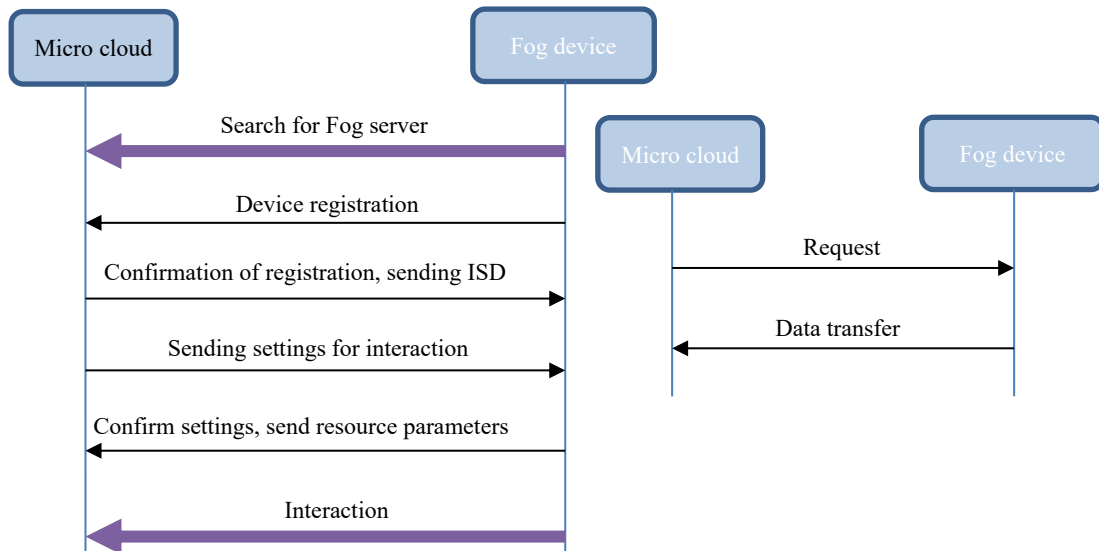 Micro cloud
Fog device
Search for Fog server
Device registration
Confirmation of registration, sending ISD
Sending settings for interaction
Confirm settings, send resource parameters
Interaction
Micro cloud
Fog device
Request
Data transfer